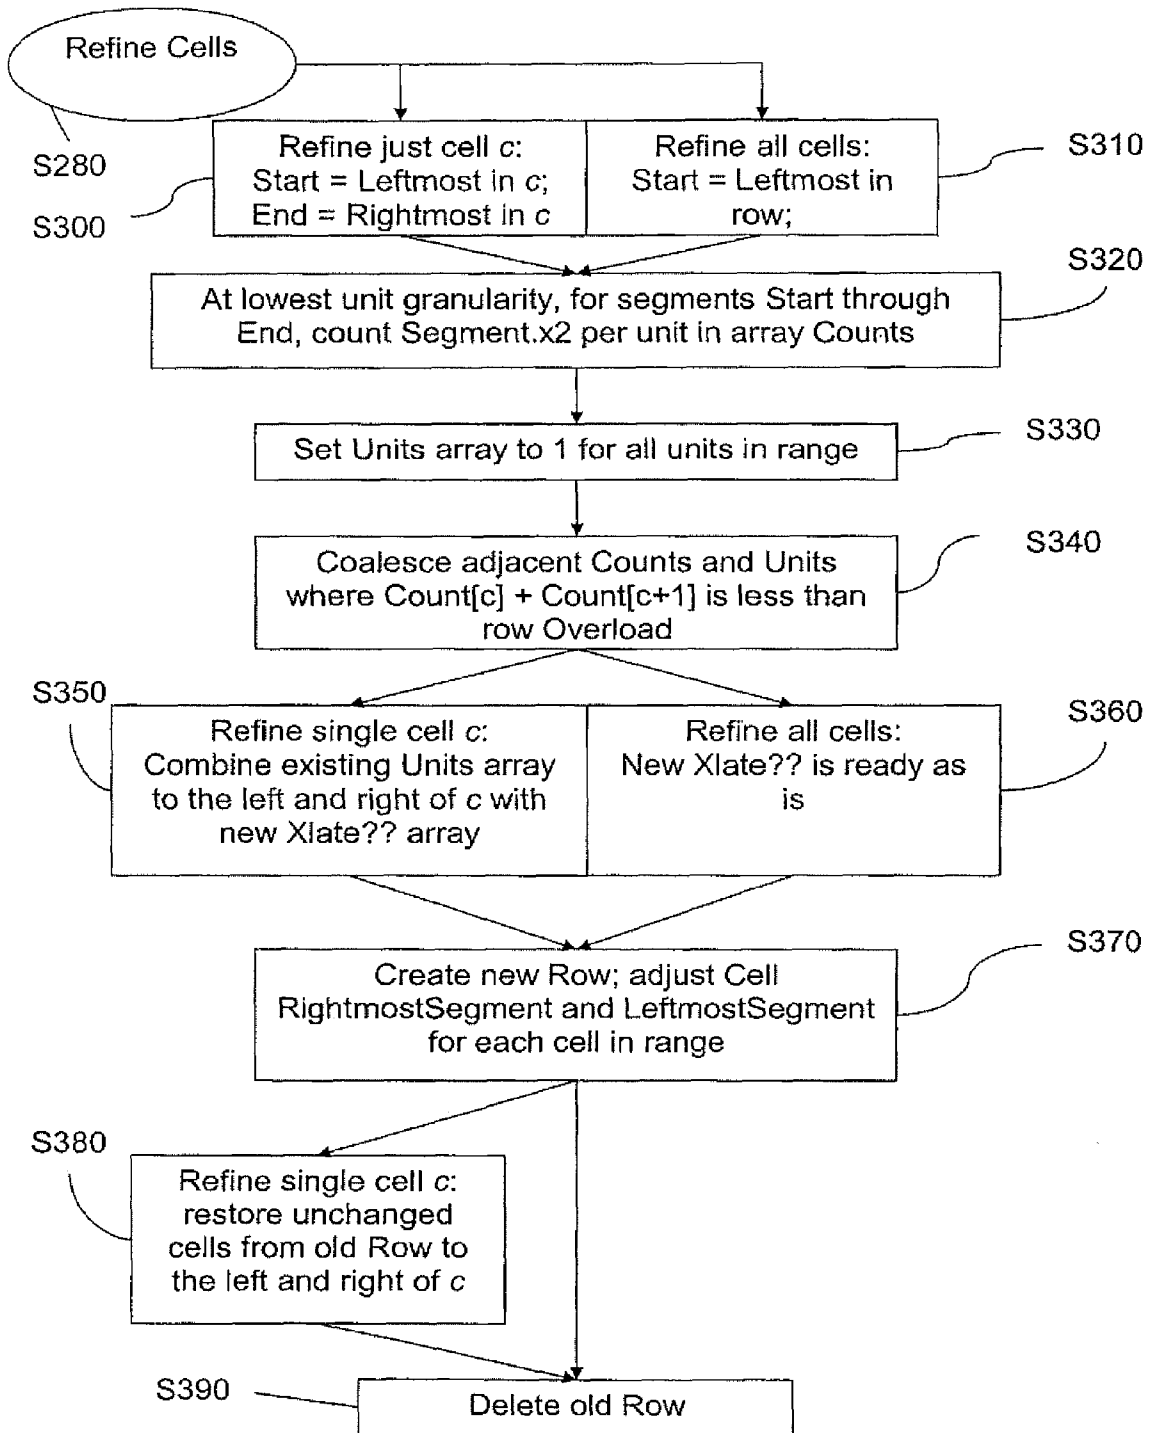 Refine Cells
S280
Refine just cell c:
Start = Leftmost in c;
End = Rightmost in c
S300
Refine all cells:
Start = Leftmost in
row;
S310
At lowest unit granularity, for segments Start through
End, count Segment.x2 per unit in array Counts
S320
Set Units array to 1 for all units in range
S330
Coalesce adjacent Counts and Units
where Count[c] + Count[c+1] is less than
row Overload
S340
S350
Refine single cell c:
Combine existing Units array
to the left and right of c with
new Xlate?? array
Refine all cells:
New Xlate?? is ready as
is
S360
Create new Row; adjust Cell
RightmostSegment and LeftmostSegment
for each cell in range
S370
S380
Refine single cell c:
restore unchanged
cells from old Row to
the left and right of c
S390
Delete old Row